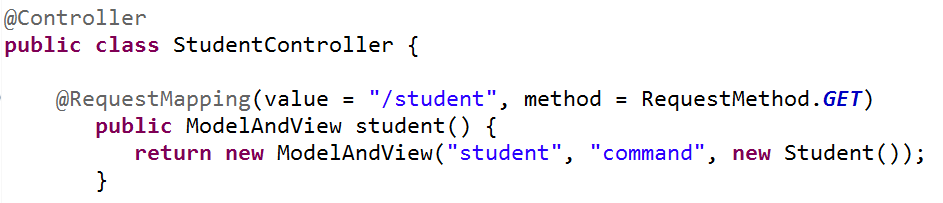 @Controller
public class StudentController {
@RequestMapping(value = "/student", method = RequestMethod.GET)
public ModelAndView student() {
return new ModelAndView("student", "command", new Student());
}